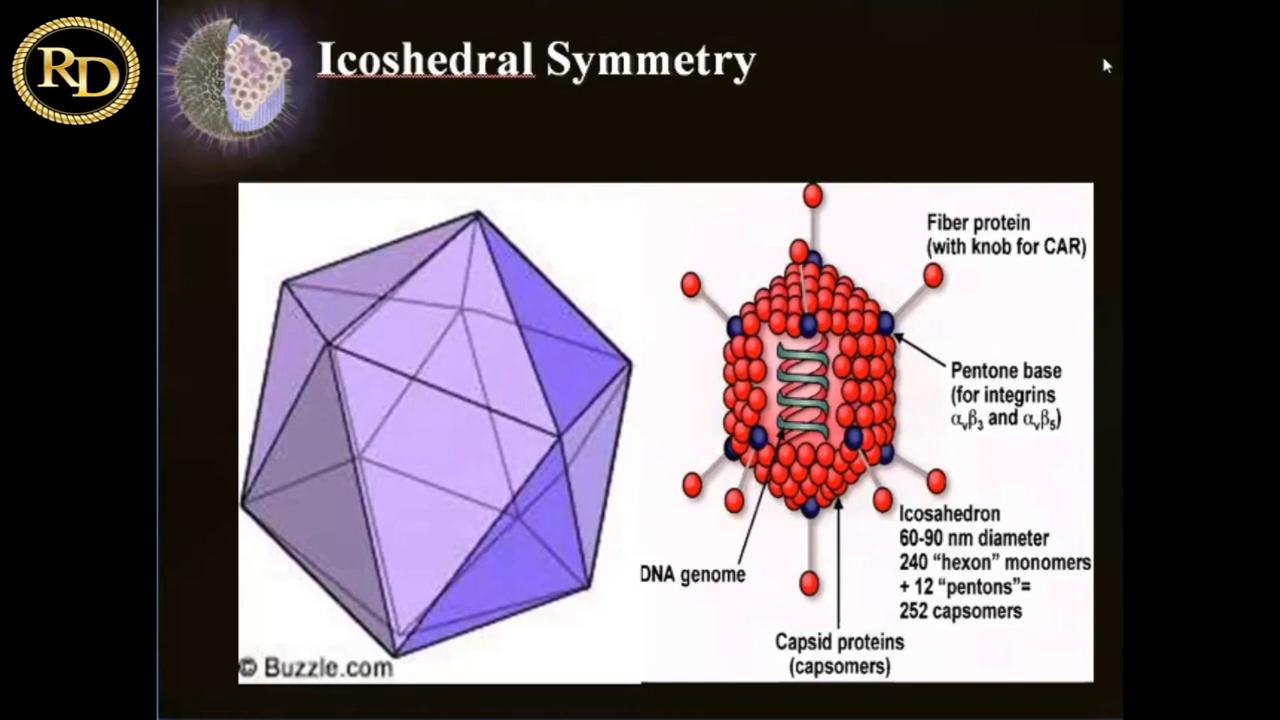 RD
Icoshedral Symmetry
Fiber protein
(with knob for CAR)
Pentone base
(for integrins
αvβ3 and αvβ5)
Icosahedron
60-90 nm diameter
240 “hexon” monomers
+ 12 “pentons”=
252 capsomers
DNA genome
Capsid proteins
(capsomers)
© Buzzle.com